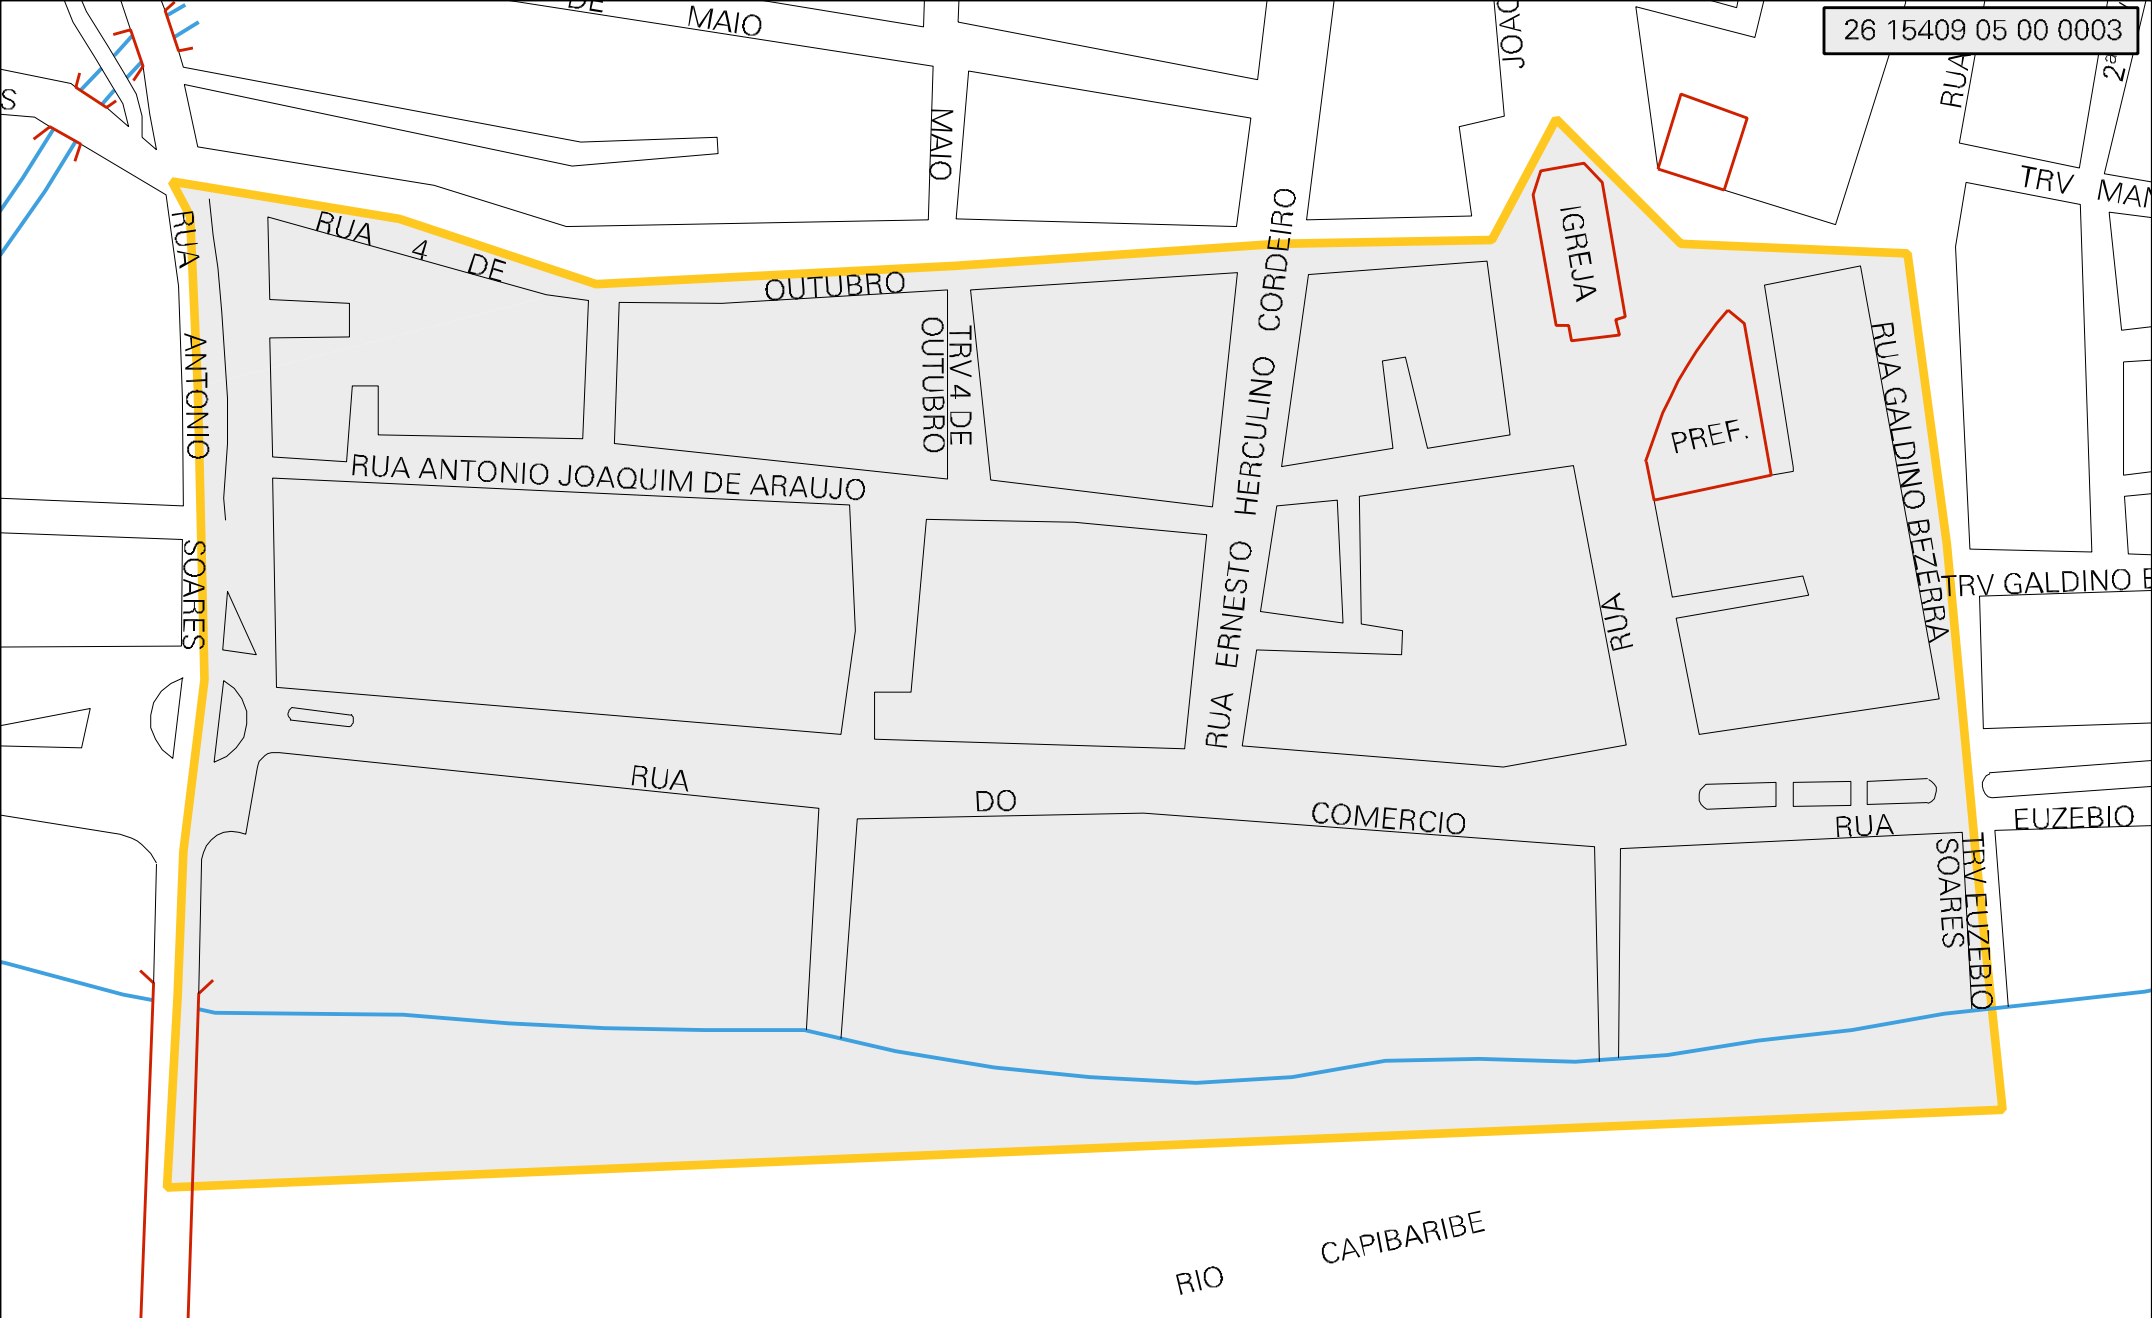 DE MAIO
26 15409 05 00 0003
S
MAIO
RUA
2ª
TRV
RUA 4 DE OUTUBRO
RUA ANTONIO SOARES
TRV 4 DE
OUTUBRO
RUA ERNESTO HERCULINO CORDEIRO
IGREJA
PREF.
RUA GALDINO BEZERRA
RUA ANTONIO JOAQUIM DE ARAUJO
RUA
TRV GALDINO
RUA DO COMERCIO
RUA EUZEBIO
TRV EUZEBIO
SOARES
RIO CAPIBARIBE